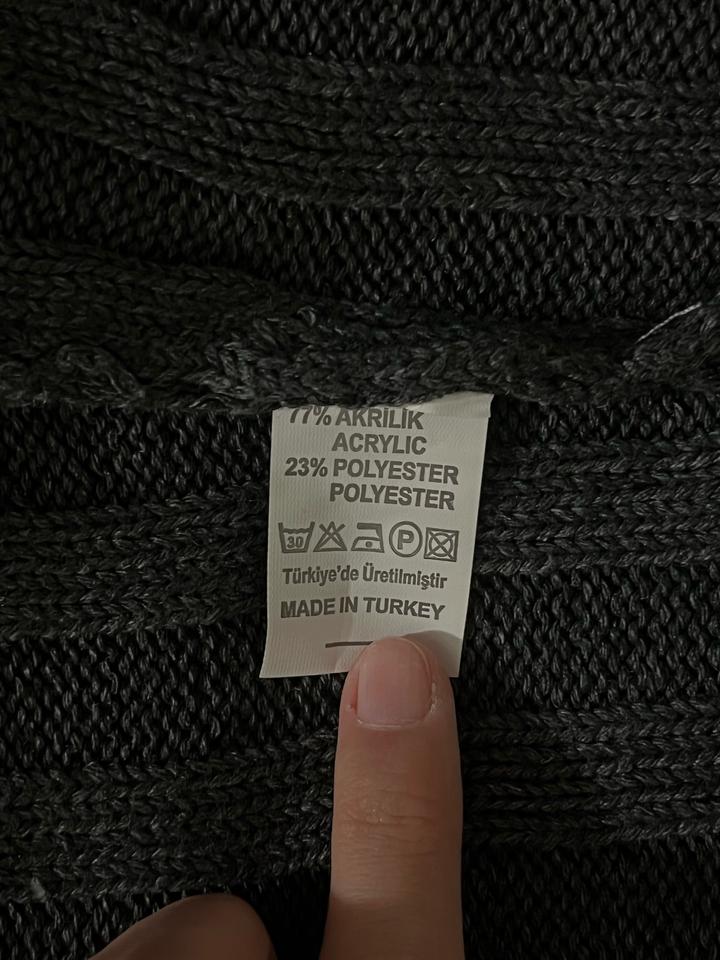 77% AKRİLİK
ACRYLIC
23% POLYESTER
POLYESTER
30 P
Türkiye'de Üretilmiştir
MADE IN TURKEY